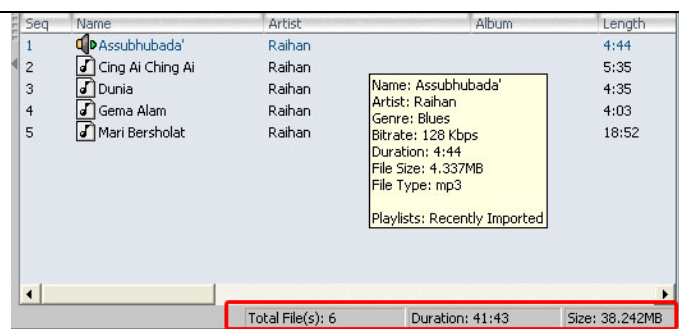 Seq Name Artist Album Length
1 Assubhubada' Raihan 4:44
2 Cing Ai Ching Ai Raihan 5:35
3 Dunia Raihan 4:35
4 Gema Alam Raihan 4:03
5 Mari Bersholat Raihan 18:52
Name: Assubhubada'
Artist: Raihan
Genre: Blues
Bitrate: 128 Kbps
Duration: 4:44
File Size: 4.337MB
File Type: mp3
Playlists: Recently Imported
Total File(s): 6 Duration: 41:43 Size: 38.242MB